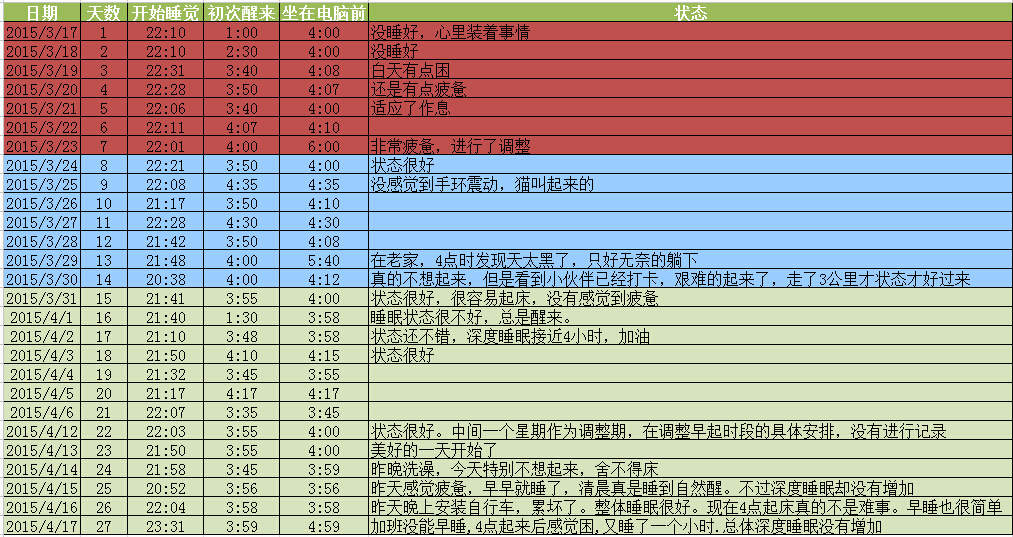 日期 天数 开始睡觉 初次醒来 坐在电脑前 状态
2015/3/17 1 22:10 1:00 4:00 没睡好，心里装着事情
2015/3/18 2 22:10 2:30 4:00 没睡好
2015/3/19 3 22:31 3:40 4:08 白天有点困
2015/3/20 4 22:28 3:50 4:07 还是有点疲惫
2015/3/21 5 22:06 3:40 4:00 适应了作息
2015/3/22 6 22:11 4:07 4:10
2015/3/23 7 22:01 4:00 6:00 非常疲惫，进行了调整
2015/3/24 8 22:21 3:50 4:00 状态很好
2015/3/25 9 22:08 4:35 4:35 没感觉到手环震动，猫叫起来的
2015/3/26 10 21:17 3:50 4:10
2015/3/27 11 22:28 4:30 4:30
2015/3/28 12 21:42 3:50 4:08
2015/3/29 13 21:48 4:00 5:40 在老家，4点时发现天太黑了，只好无奈的躺下
2015/3/30 14 20:38 4:00 4:12 真的不想起来，但是看到小伙伴已经打卡，艰难的起来了，走了3公里才状态才好过来
2015/3/31 15 21:41 3:55 4:00 状态很好，很容易起床，没有感觉到疲惫
2015/4/1 16 21:40 1:30 3:58 睡眠状态很不好，总是醒来。
2015/4/2 17 21:10 3:48 3:58 状态还不错，深度睡眠接近4小时，加油
2015/4/3 18 21:50 4:10 4:15 状态很好
2015/4/4 19 21:32 3:45 3:55
2015/4/5 20 21:17 4:17 4:17
2015/4/6 21 22:07 3:35 3:45
2015/4/12 22 22:03 3:55 4:00 状态很好。中间一个星期作为调整期，在调整早起时段的具体安排，没有进行记录
2015/4/13 23 21:50 3:55 4:00 美好的一天开始了
2015/4/14 24 21:58 3:45 3:59 昨晚洗澡，今天特别不想起来，舍不得床
2015/4/15 25 20:52 3:56 3:56 昨天感觉疲惫，早早就睡了，清晨真是睡到自然醒。不过深度睡眠却没有增加
2015/4/16 26 22:04 3:58 3:58 昨天晚上安装自行车，累坏了。整体睡眠很好。现在4点起床真的不是难事。早睡也很简单
2015/4/17 27 23:31 3:59 4:59 加班没能早睡,4点起来后感觉困,又睡了一个小时.总体深度睡眠没有增加